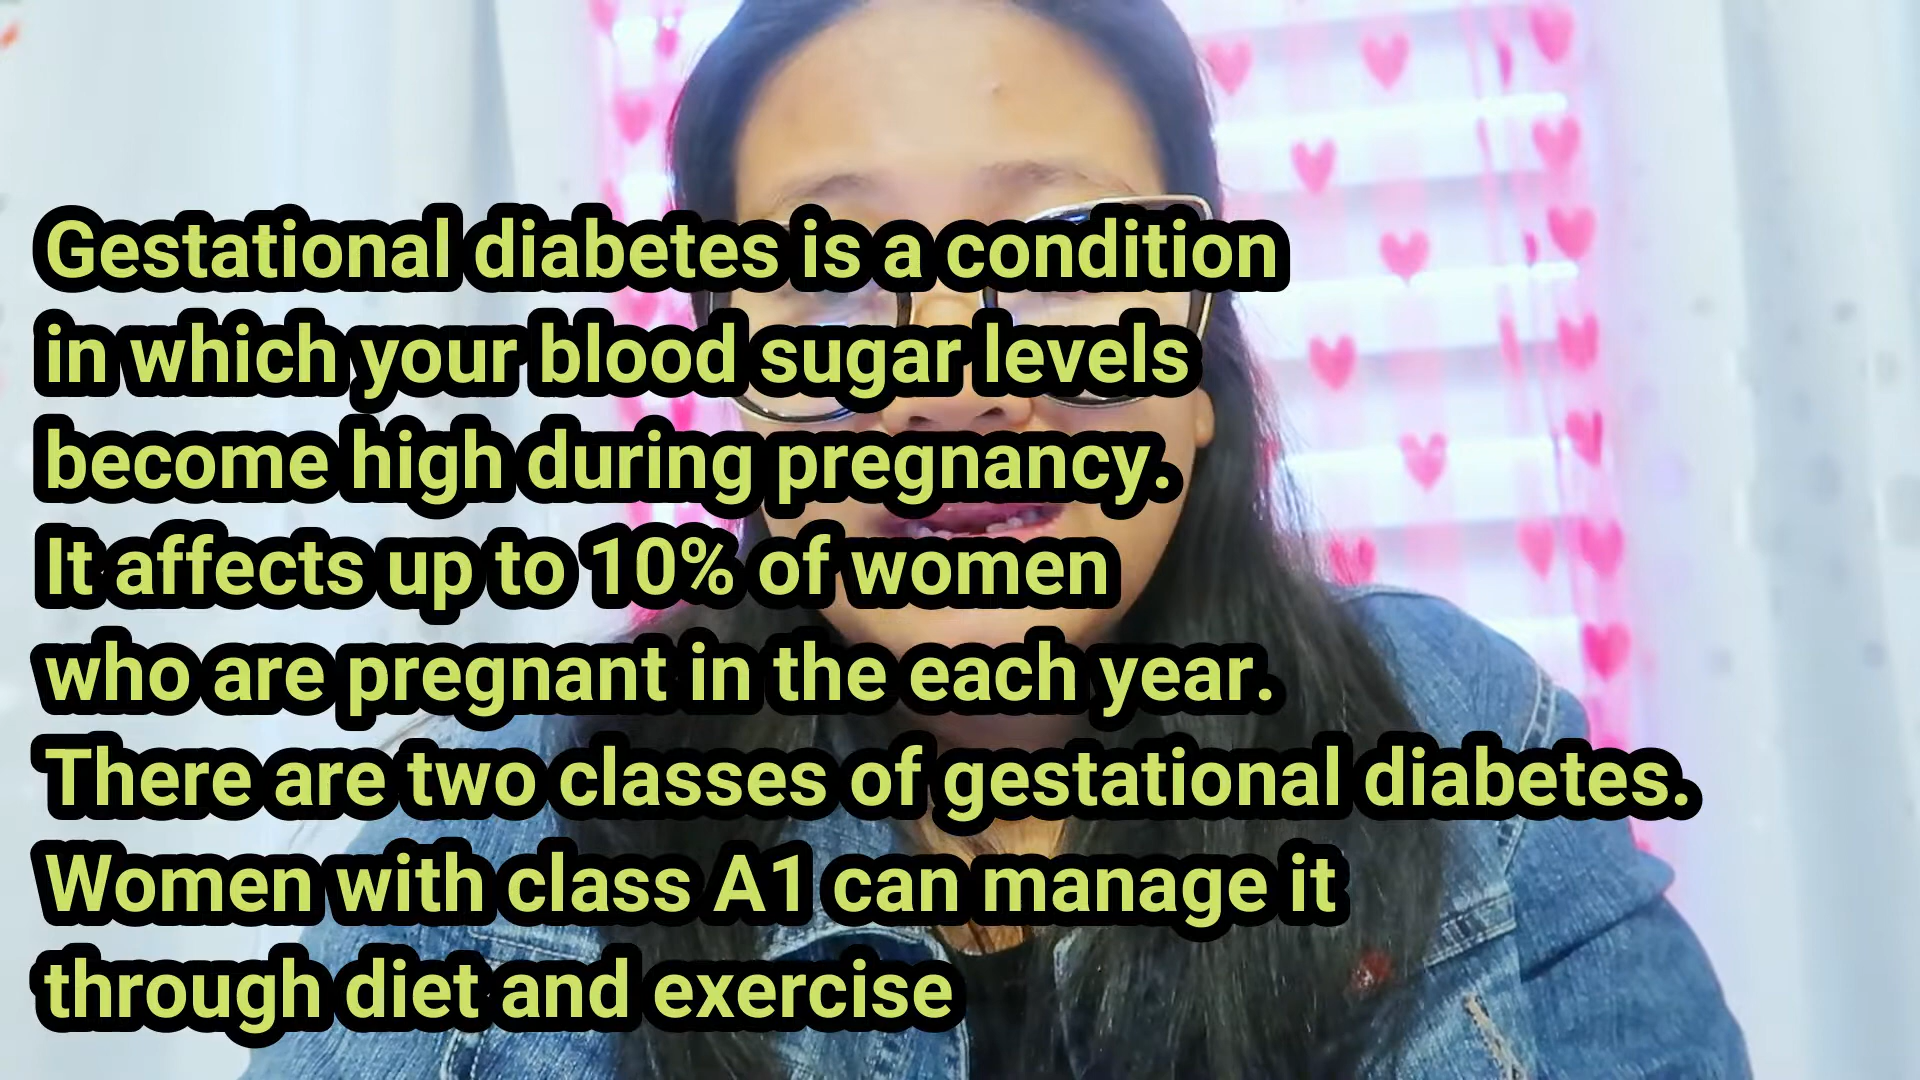 Gestational diabetes is a condition
in which your blood sugar levels
become high during pregnancy.
It affects up to 10% of women
who are pregnant in the each year.
There are two classes of gestational diabetes.
Women with class A1 can manage it
through diet and exercise